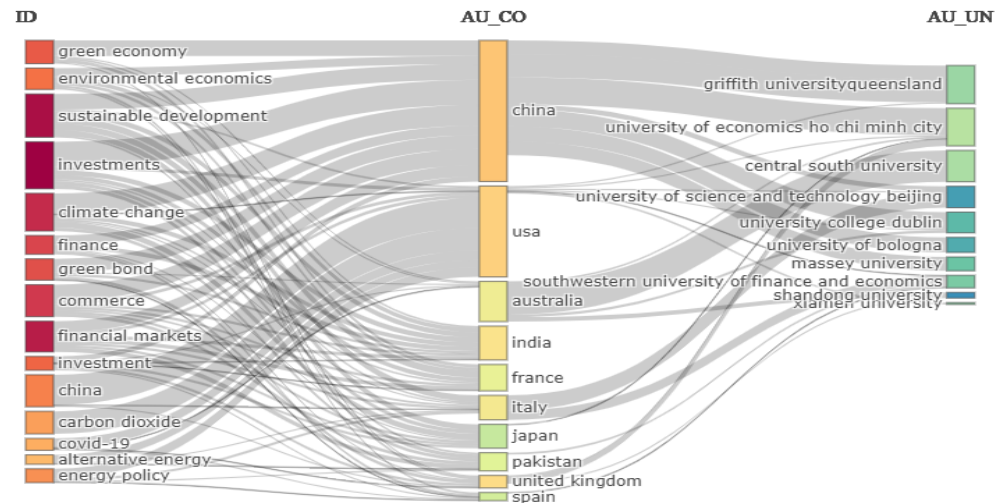 ID
AU_CO
AU_UN
green economy
environmental economics
sustainable development
investments
climate change
finance
green bond
commerce
financial markets
investment
china
carbon dioxide
covid-19
alternative energy
energy policy
china
usa
australia
india
france
italy
japan
pakistan
united kingdom
spain
griffith universityqueensland
university of economics ho chi minh city
central south university
university of science and technology beijing
university college dublin
university of bologna
massey university
southwestern university of finance and economics
shandong university
xiamen university